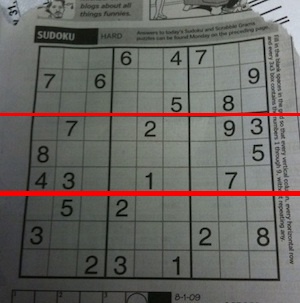 blogs about all
things funnies.
SUDOKU HARD
Answers to today's Sudoku and Scrabble Grams
puzzles can be found Monday on the preceding page.
6 4 7
7 6 9
5 8
7 2 9 3
8 5
4 3 1 7
5 2
3 2 8
2 3 1
Fill in the blank spaces in the grid so that every vertical column, every horizontal row
and every 3x3 box contains the numbers 1 through 9, without repeating any.
8-1-09